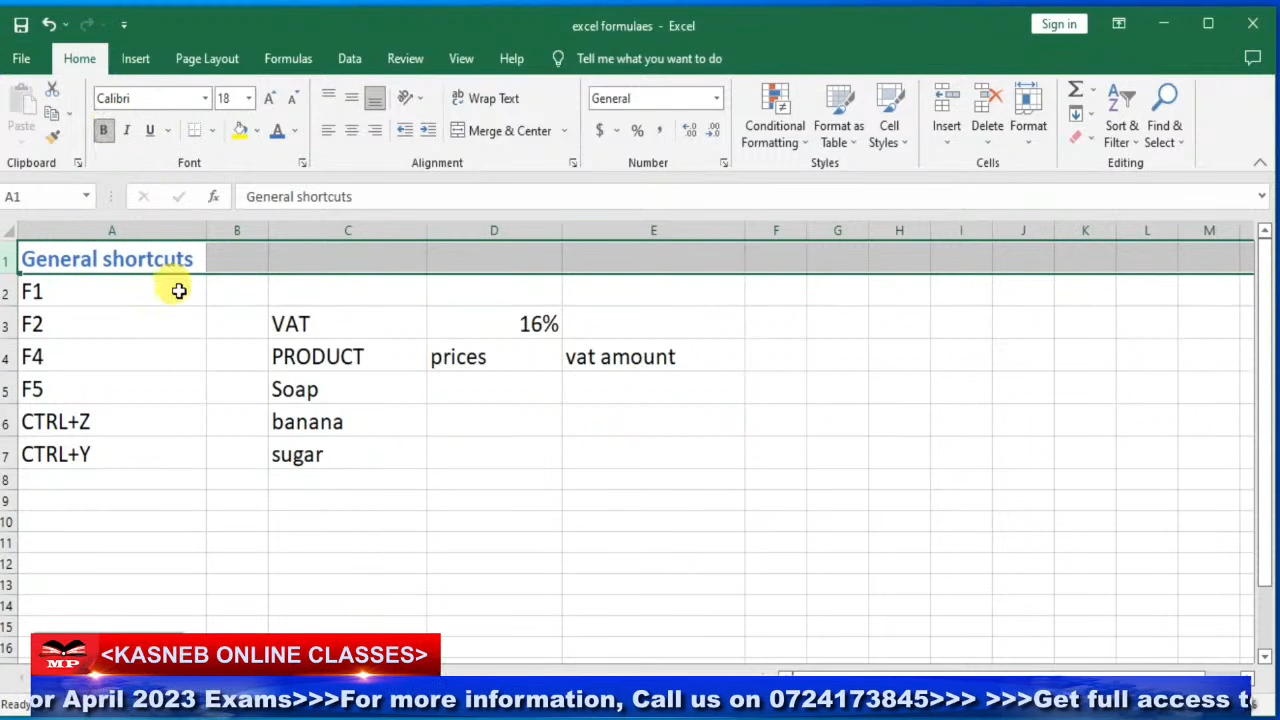 excel formulaes - Excel
Sign in
File Home Insert Page Layout Formulas Data Review View Help Tell me what you want to do
Paste
Calibri 18
Wrap Text
Merge & Center
General
Conditional Formatting
Format as Table
Cell Styles
Insert Delete Format
Sort & Filter
Find & Select
Clipboard Font Alignment Number Styles Cells Editing
A1 fx General shortcuts
A B C D E F G H I J K L M
1 General shortcuts
2 F1
3 F2 VAT 16%
4 F4 PRODUCT prices vat amount
5 F5 Soap
6 CTRL+Z banana
7 CTRL+Y sugar
8
9
10
11
12
13
14
15
16
MP <KASNEB ONLINE CLASSES>
Ready
or April 2023 Exams>>>For more information, Call us on 0724173845>>> >>>Get full access t